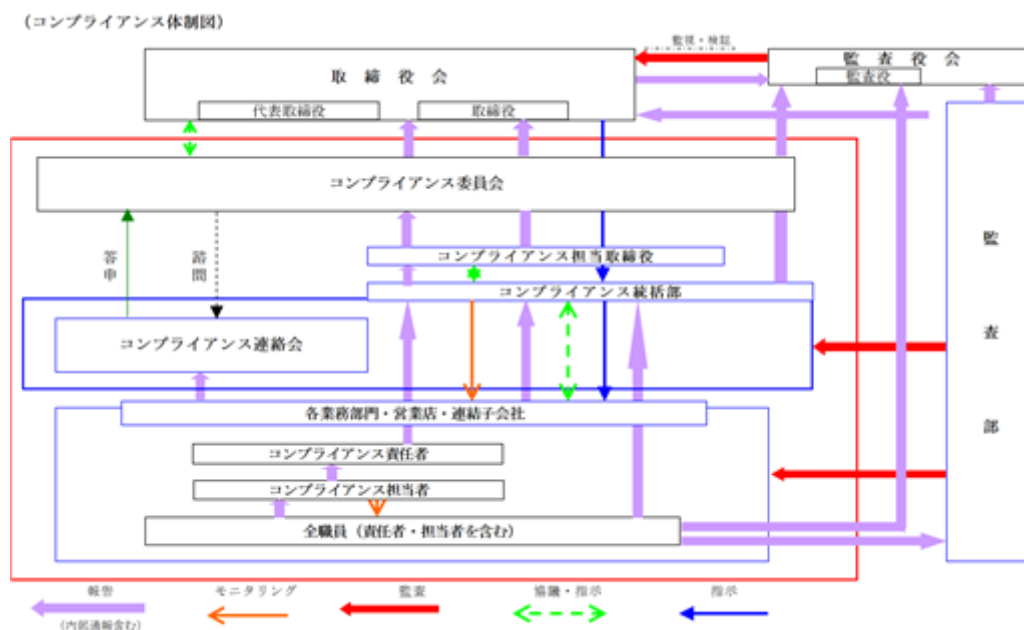 (コンプライアンス体制図)
監視・検証
取締役会
監査役会
監査役
代表取締役
取締役
コンプライアンス委員会
答申
諮問
コンプライアンス担当取締役
コンプライアンス統括部
コンプライアンス連絡会
監査部
各業務部門・営業店・連結子会社
コンプライアンス責任者
コンプライアンス担当者
全職員(責任者・担当者を含む)
報告
モニタリング
監査
協議・指示
指示
(内部通報含む)